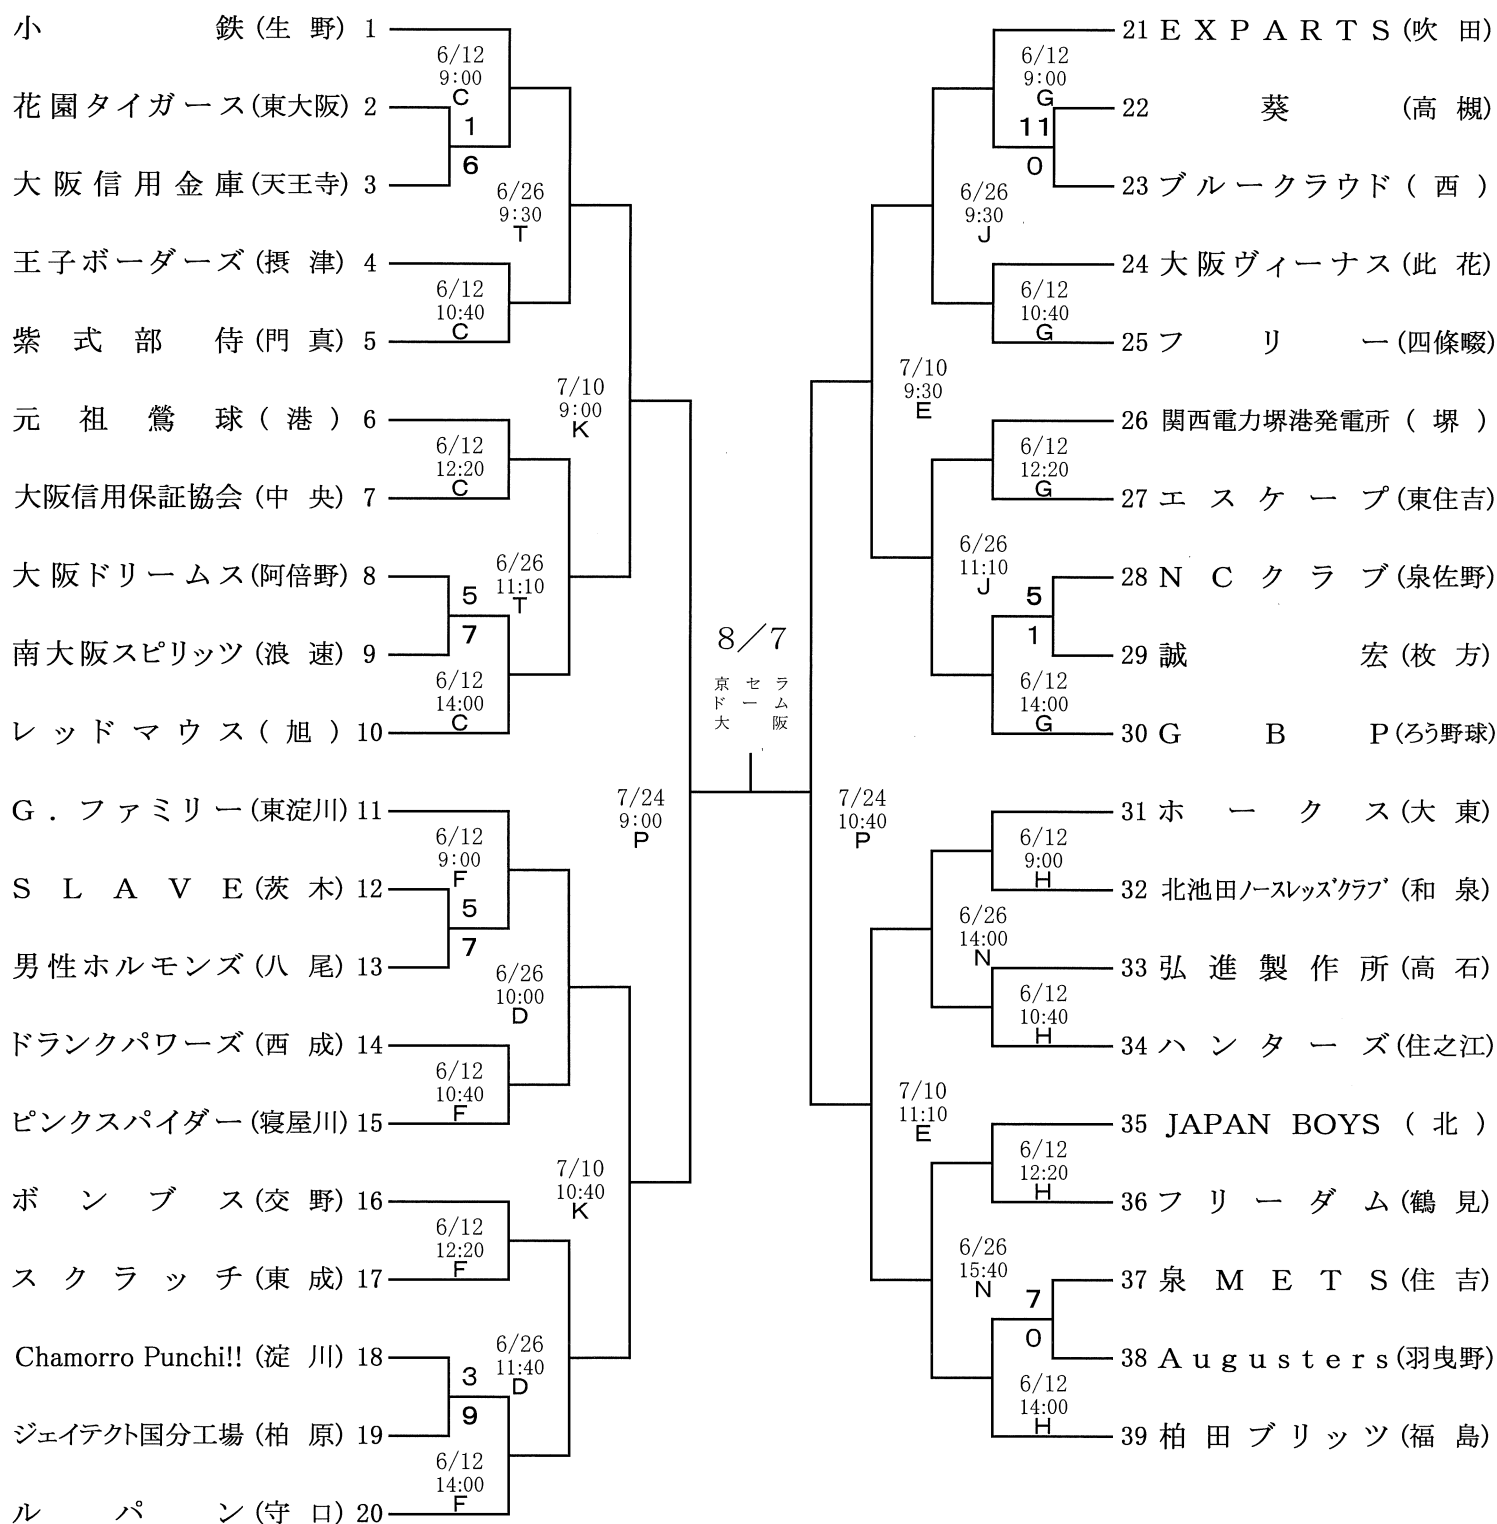 小鉄(生野) 1
6/12
9:00
C
花園タイガース(東大阪) 2
1
6
大阪信用金庫(天王寺) 3
6/26
9:30
T
王子ボーダーズ(摂津) 4
6/12
10:40
C
紫式部侍(門真) 5
7/10
9:00
K
元祖鶯球(港) 6
6/12
12:20
C
大阪信用保証協会(中央) 7
6/26
11:10
T
大阪ドリームス(阿倍野) 8
5
7
南大阪スピリッツ(浪速) 9
6/12
14:00
C
レッドマウス(旭) 10
7/24
9:00
P
G.ファミリー(東淀川) 11
6/12
9:00
F
SLAVE(茨木) 12
5
7
男性ホルモンズ(八尾) 13
6/26
10:00
D
ドランクパワーズ(西成) 14
6/12
10:40
F
ピンクスパイダー(寝屋川) 15
7/10
10:40
K
ボンブス(交野) 16
6/12
12:20
F
スクラッチ(東成) 17
6/26
11:40
D
Chamorro Punchi!!(淀川) 18
3
9
ジェイテクト国分工場(柏原) 19
6/12
14:00
F
ルパン(守口) 20
8/7
京セラ
ドーム
大阪
21 EXPARTS(吹田)
6/12
9:00
G
22 葵(高槻)
11
0
23 ブルークラウド(西)
6/26
9:30
J
24 大阪ヴィーナス(此花)
6/12
10:40
G
25 フリー(四條畷)
7/10
9:30
E
26 関西電力堺港発電所(堺)
6/12
12:20
G
27 エスケープ(東住吉)
6/26
11:10
J
28 NCクラブ(泉佐野)
5
1
29 誠宏(枚方)
6/12
14:00
G
30 GBP(ろう野球)
7/24
10:40
P
31 ホークス(大東)
6/12
9:00
H
32 北池田ノースレッズクラブ(和泉)
6/26
14:00
N
33 弘進製作所(高石)
6/12
10:40
H
34 ハンターズ(住之江)
7/10
11:10
E
35 JAPAN BOYS(北)
6/12
12:20
H
36 フリーダム(鶴見)
6/26
15:40
N
37 泉METS(住吉)
7
0
38 Augusters(羽曳野)
6/12
14:00
H
39 柏田ブリッツ(福島)